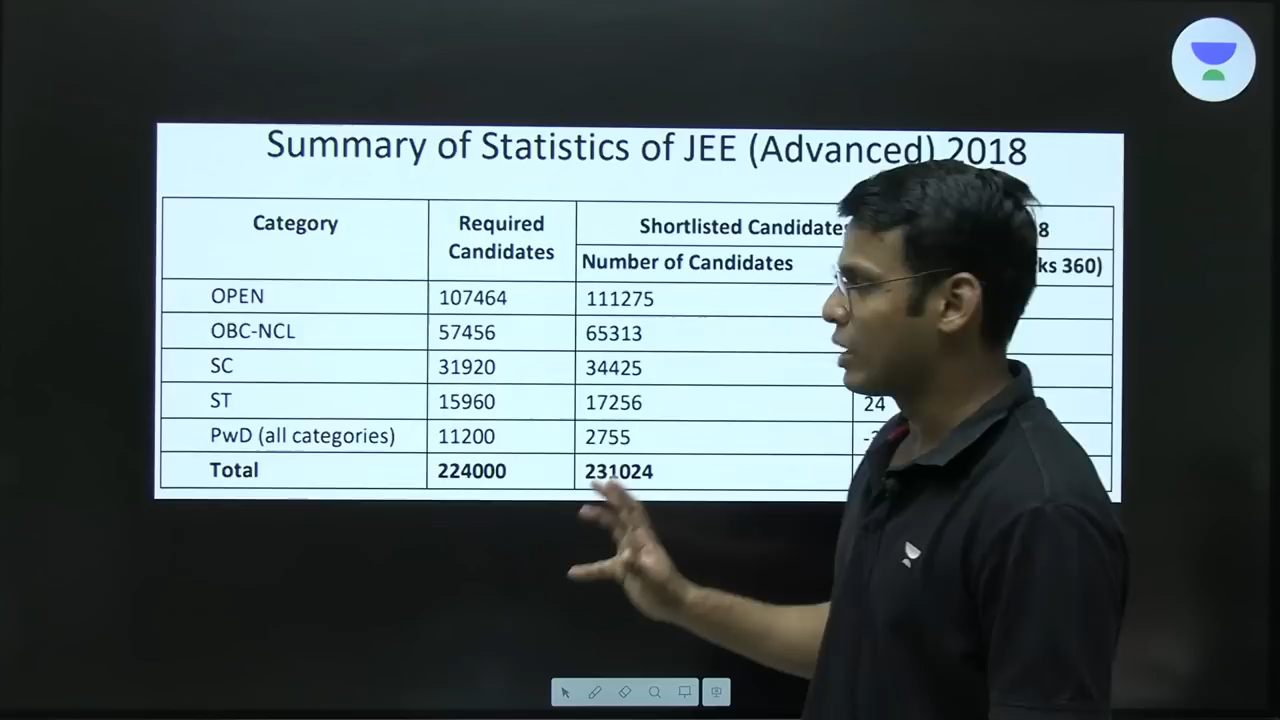 Summary of Statistics of JEE (Advanced) 2018
Category Required Candidates Shortlisted Candidates 8
Number of Candidates ks 360)
OPEN 107464 111275
OBC-NCL 57456 65313
SC 31920 34425
ST 15960 17256 24
PwD (all categories) 11200 2755
Total 224000 231024